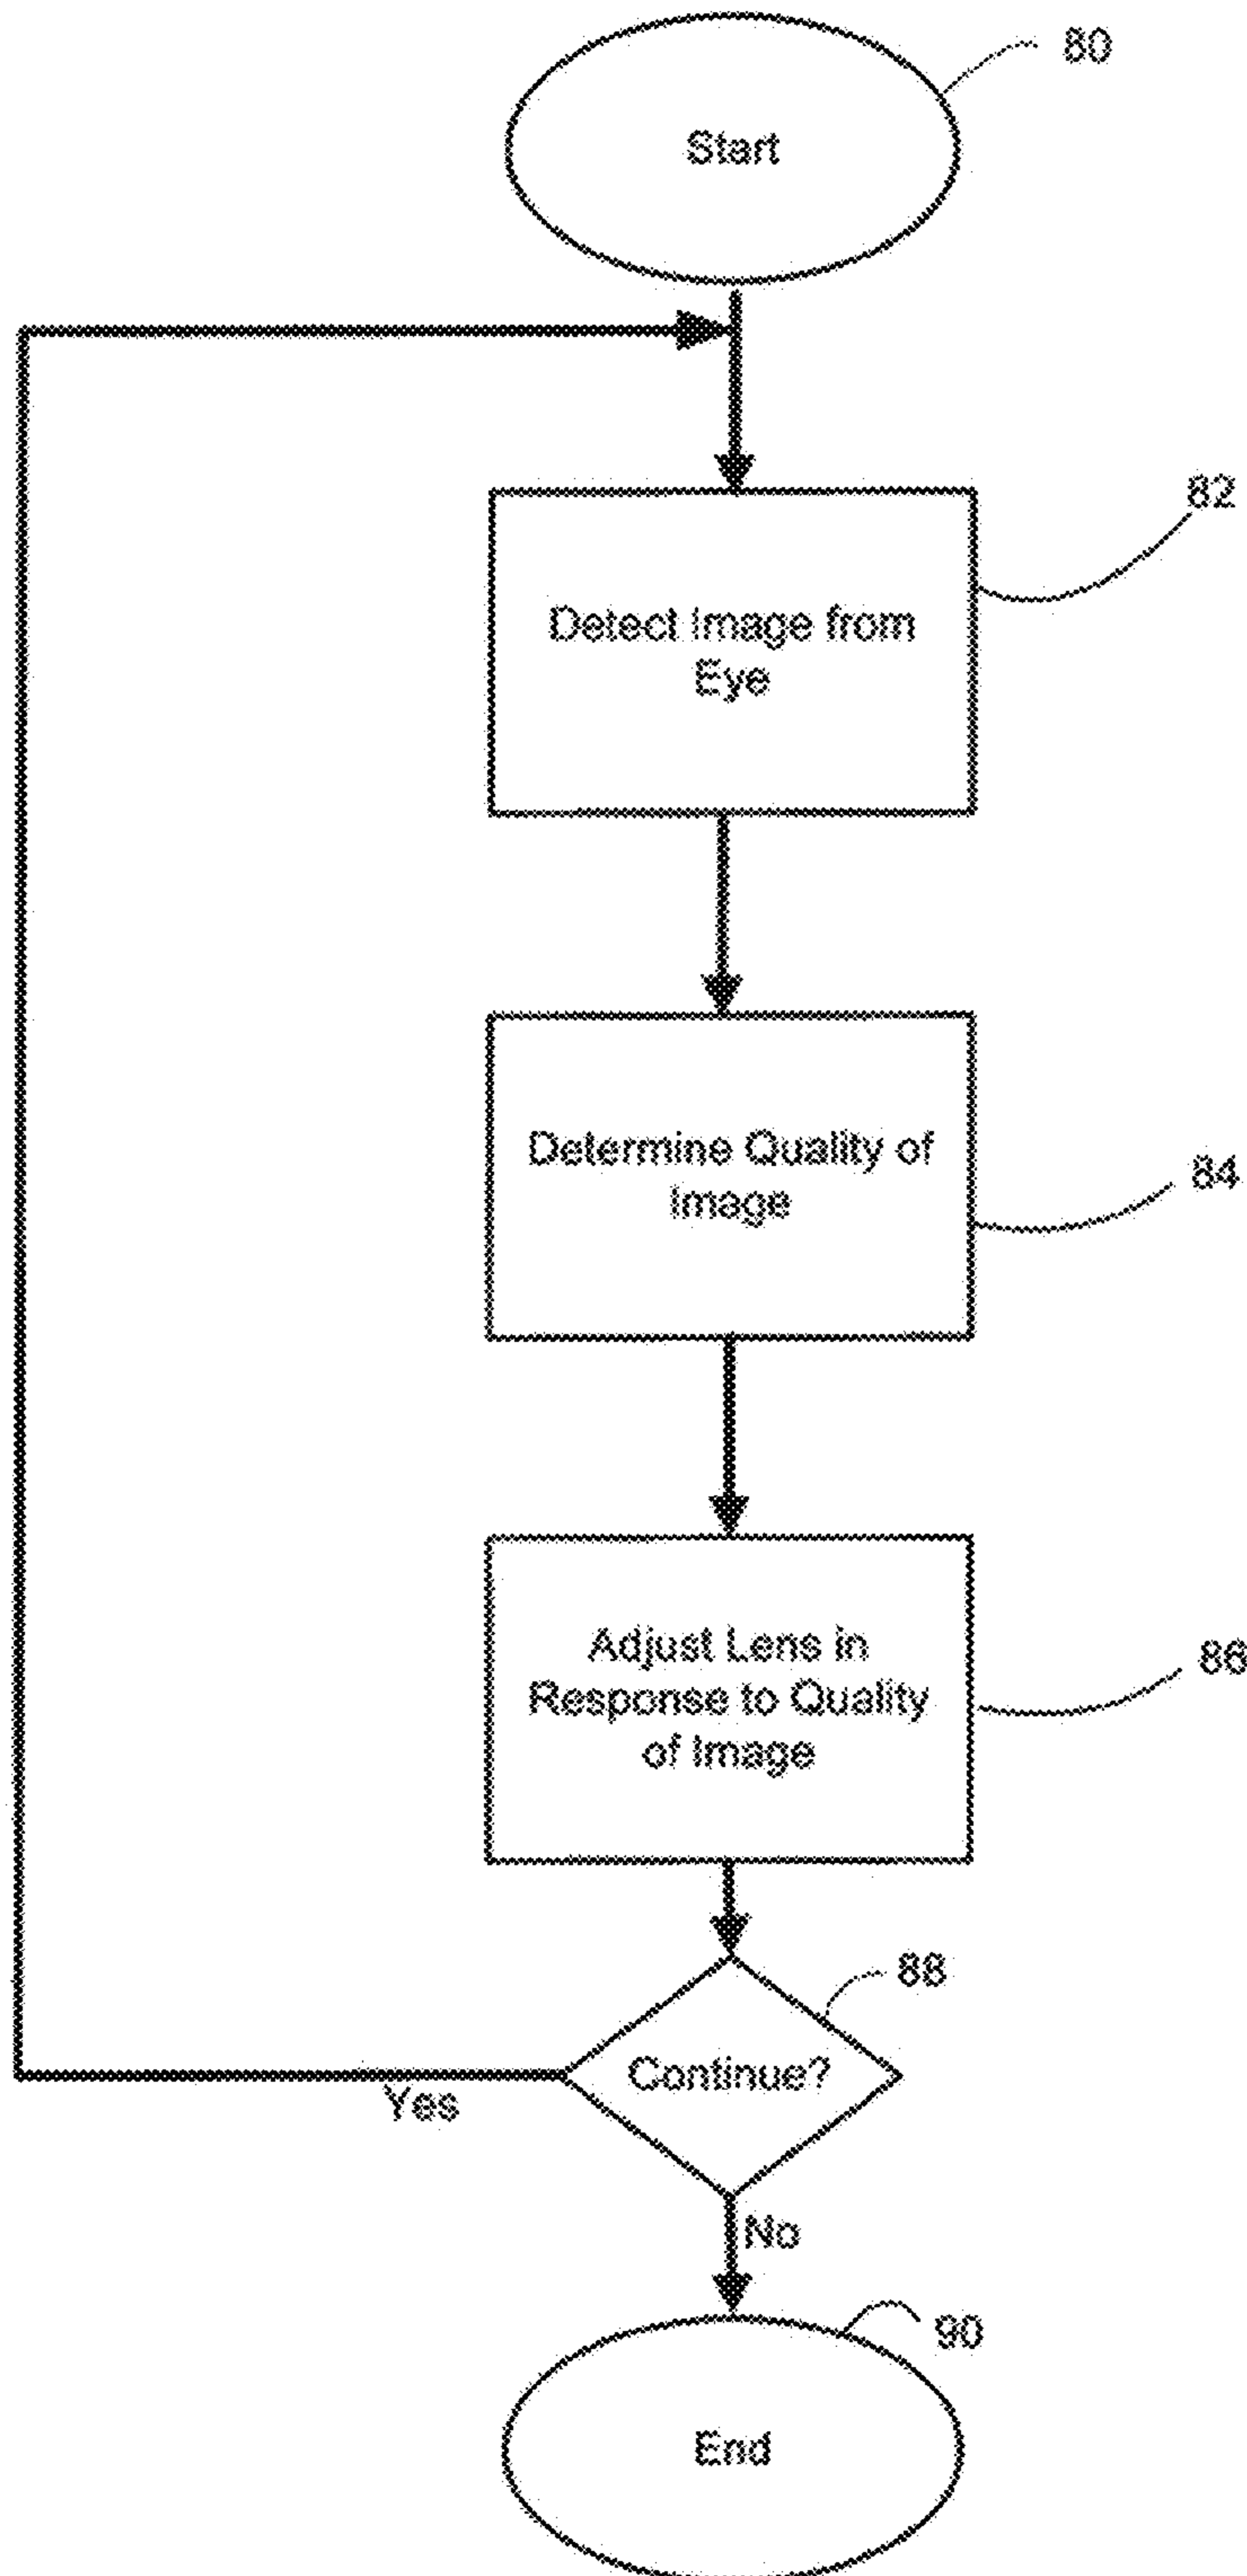 80
Start
82
Detect Image from
Eye
84
Determine Quality of
Image
86
Adjust Lens in
Response to Quality
of Image
88
Continue?
Yes
No
90
End